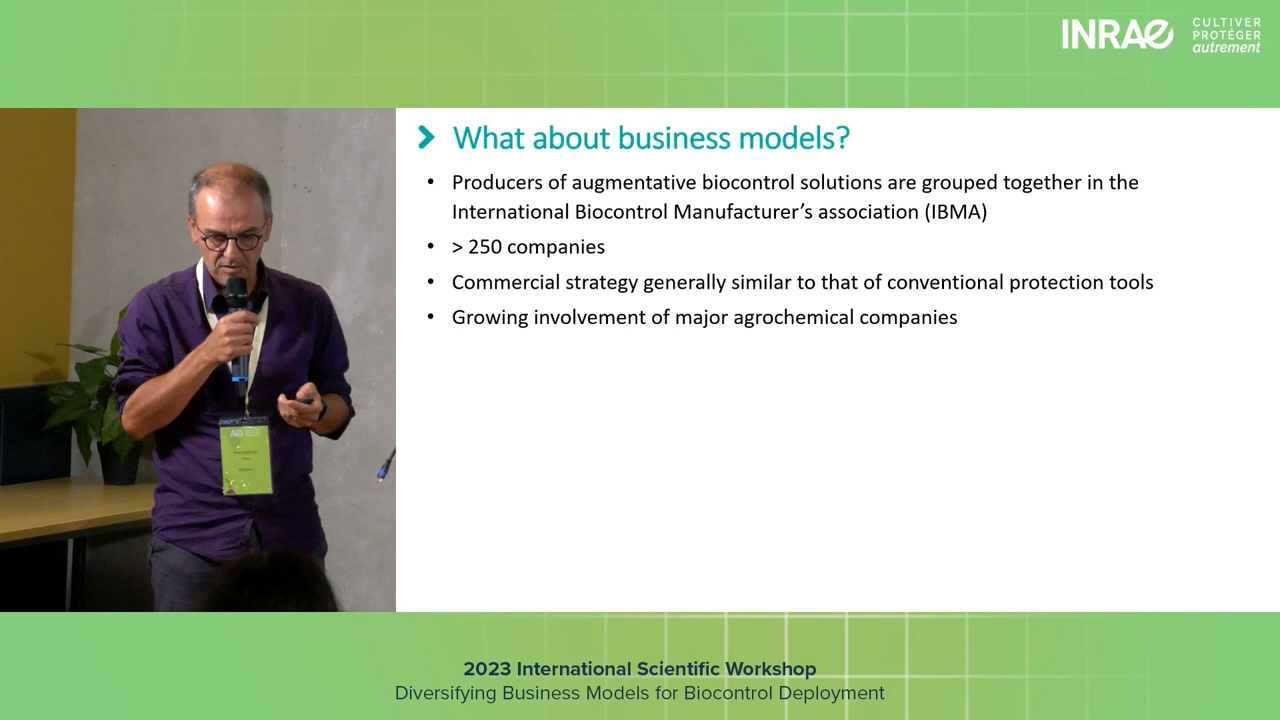 INRAE
CULTIVER
PROTÉGER
autrement
What about business models?
• Producers of augmentative biocontrol solutions are grouped together in the
International Biocontrol Manufacturer’s association (IBMA)
• > 250 companies
• Commercial strategy generally similar to that of conventional protection tools
• Growing involvement of major agrochemical companies
2023 International Scientific Workshop
Diversifying Business Models for Biocontrol Deployment